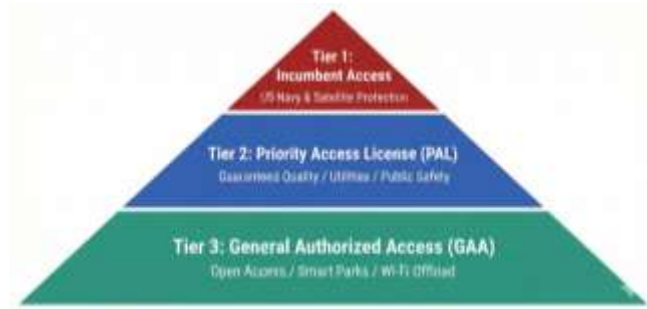 Tier 1:
Incumbent Access
US Navy & Satellite Protection
Tier 2: Priority Access License (PAL)
Guaranteed Quality / Utilities / Public Safety
Tier 3: General Authorized Access (GAA)
Open Access / Smart Parks / Wi-Fi Offload